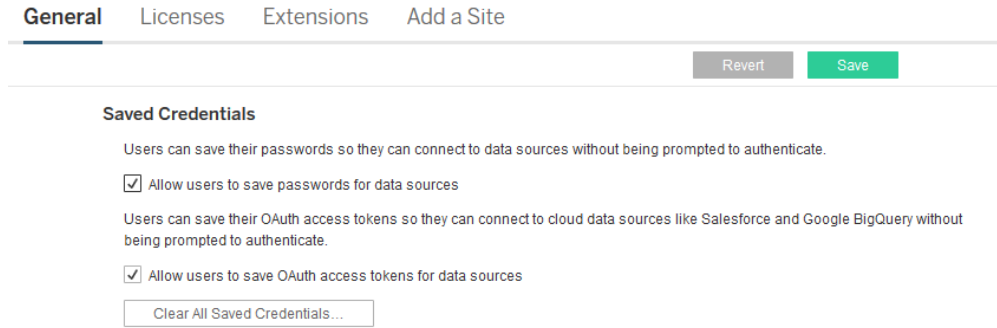 General Licenses Extensions Add a Site
Revert Save
Saved Credentials
Users can save their passwords so they can connect to data sources without being prompted to authenticate.
Allow users to save passwords for data sources
Users can save their OAuth access tokens so they can connect to cloud data sources like Salesforce and Google BigQuery without
being prompted to authenticate.
Allow users to save OAuth access tokens for data sources
Clear All Saved Credentials...